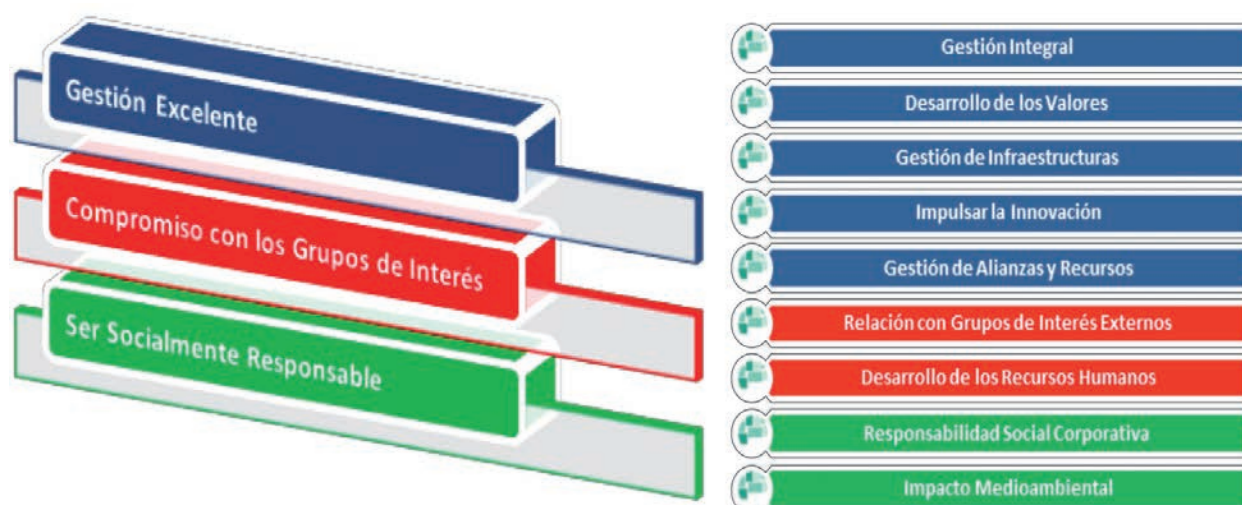 Gestión Excelente
Compromiso con los Grupos de Interés
Ser Socialmente Responsable
Gestión Integral
Desarrollo de los Valores
Gestión de Infraestructuras
Impulsar la Innovación
Gestión de Alianzas y Recursos
Relación con Grupos de Interés Externos
Desarrollo de los Recursos Humanos
Responsabilidad Social Corporativa
Impacto Medioambiental